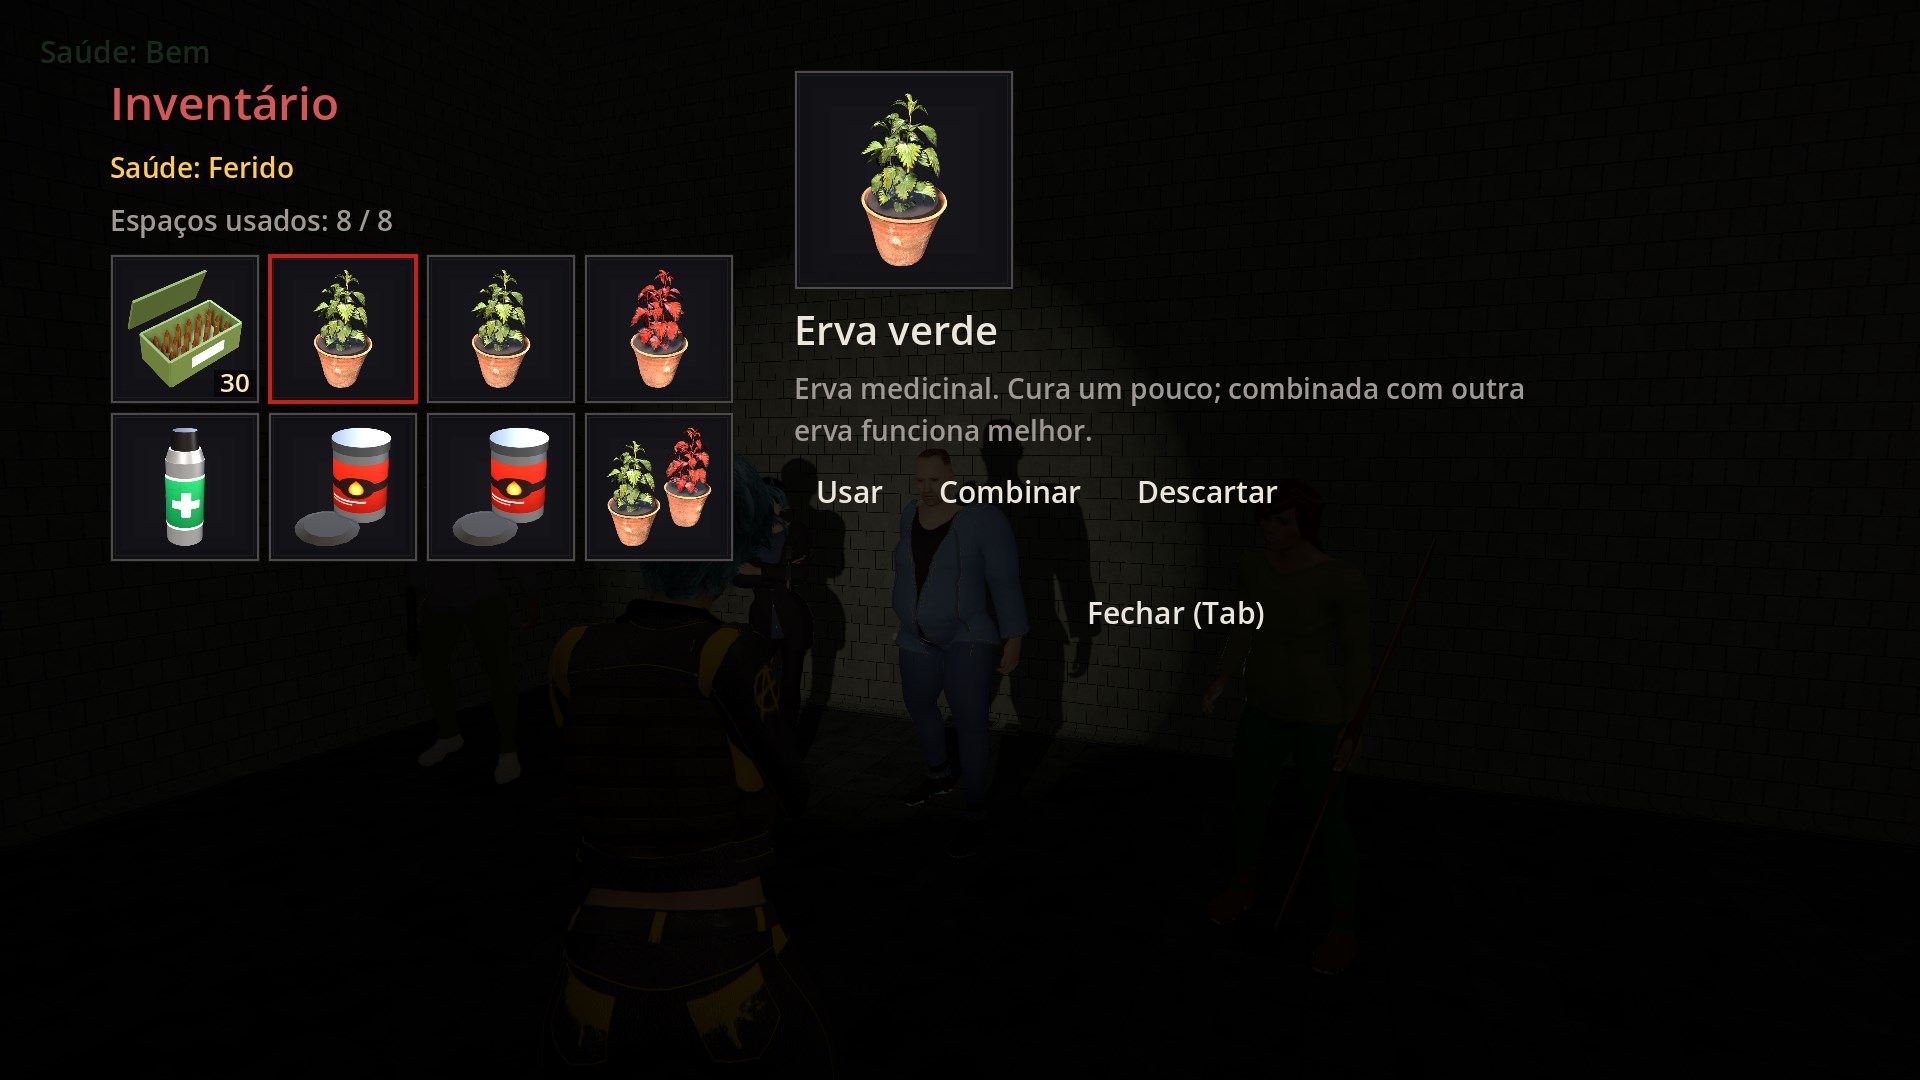 Saúde: Bem
Inventário
Saúde: Ferido
Espaços usados: 8 / 8
30
Erva verde
Erva medicinal. Cura um pouco; combinada com outra
erva funciona melhor.
Usar Combinar Descartar
Fechar (Tab)